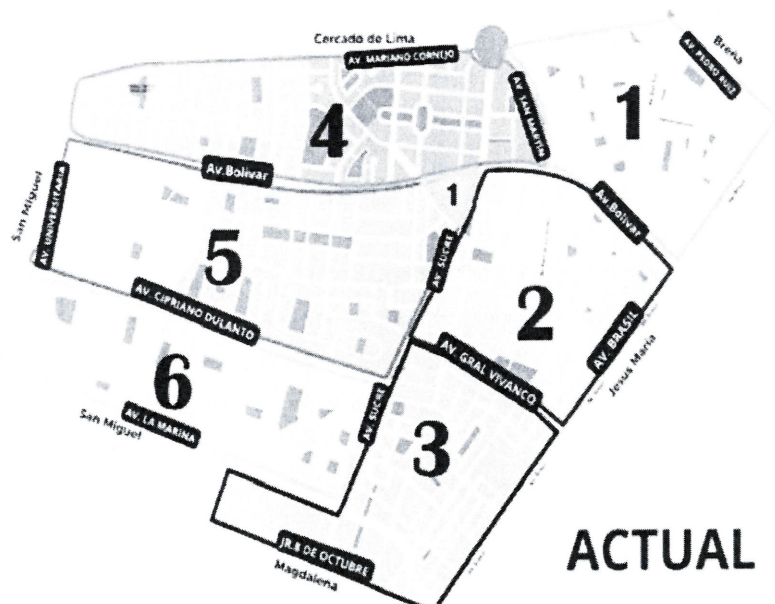 Cercado de Lima
AV. MARIANO CORNEJO
Breña
AV. PEDRO RUIZ
AV. SAN MARTIN
1
4
Av.Bolivar
1
San Miguel
AV. UNIVERSITARIA
Av.Bolivar
5
AV. SUCRE
2
AV. CIPRIANO DULANTO
AV. BRASIL
Jesus María
AV. GRAL VIVANCO
6
AV. SUCRE
San Miguel
AV. LA MARINA
3
JR.8 DE OCTUBRE
Magdalena
ACTUAL